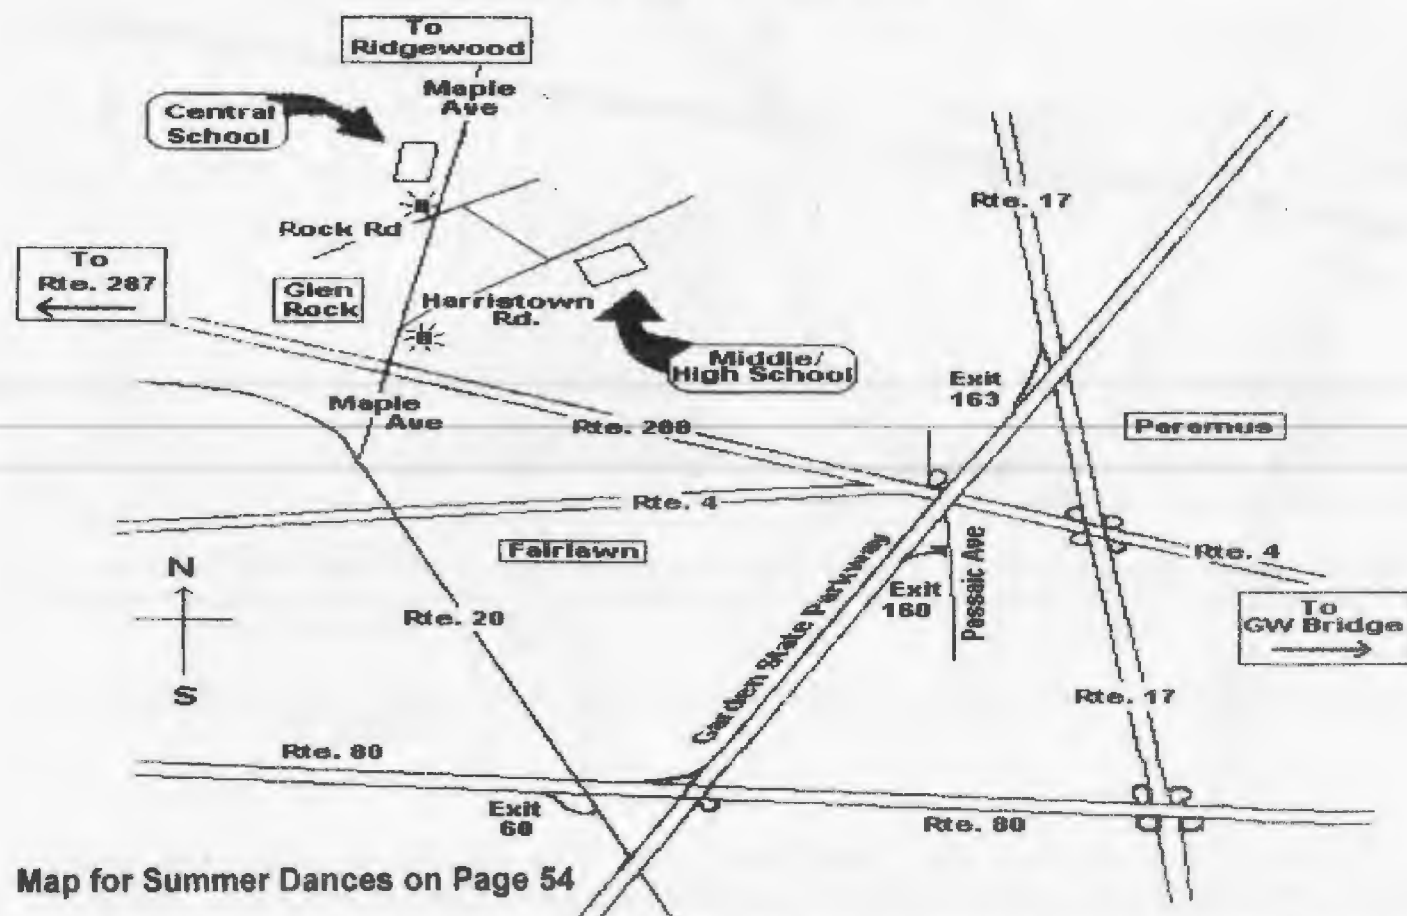 To
Ridgewood
Maple
Ave
Central
School
Rte. 17
Rock Rd
To
Rte. 287
Glen
Rock
Harristown
Rd.
Middle/
High School
Exit
163
Maple
Ave
Rte. 208
Paramus
Rte. 4
Fairlawn
Rte. 4
N
Garden State Parkway
Passaic Ave
Exit
160
To
GW Bridge
Rte. 20
S
Rte. 17
Rte. 80
Exit
60
Rte. 80
Map for Summer Dances on Page 54